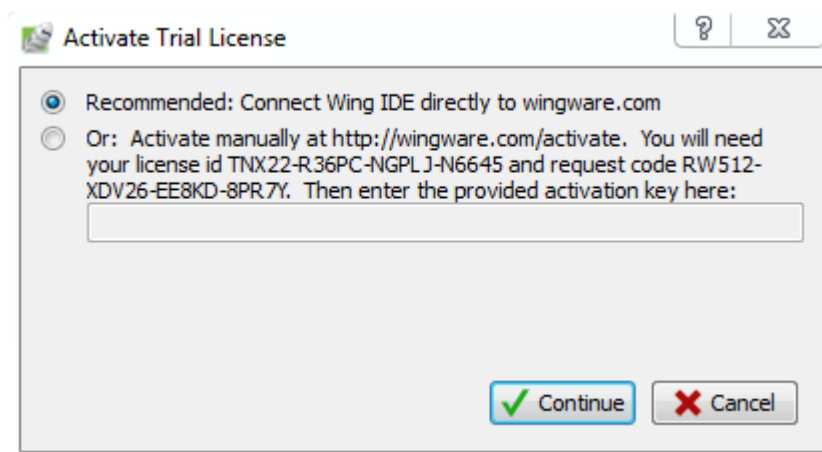 Activate Trial License
Recommended: Connect Wing IDE directly to wingware.com
Or: Activate manually at http://wingware.com/activate. You will need
your license id TNX22-R36PC-NGPLJ-N6645 and request code RW512-
XDV26-EE8KD-8PR7Y. Then enter the provided activation key here:
Continue Cancel